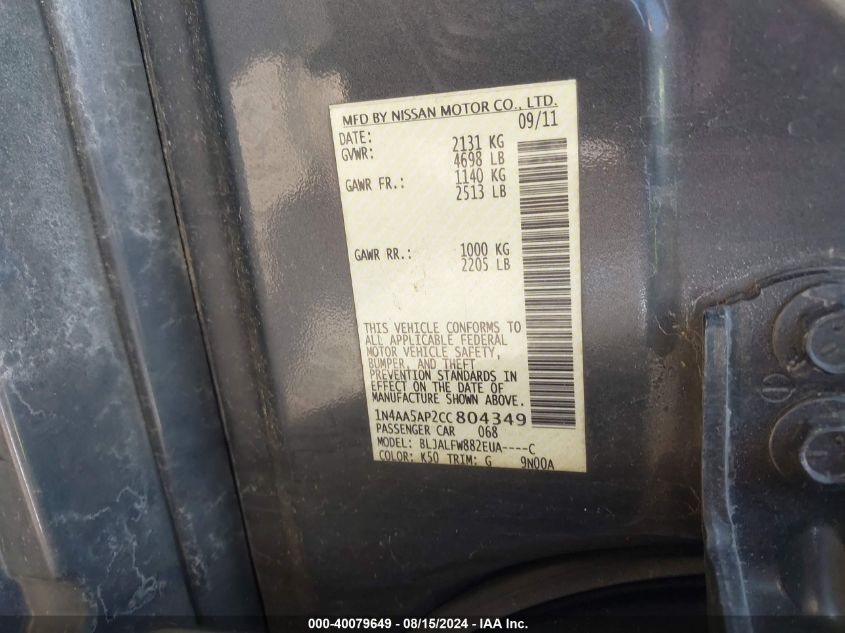 MFD BY NISSAN MOTOR CO., LTD.
DATE: 09/11
GVWR: 2131 KG
4698 LB
GAWR FR.: 1140 KG
2513 LB
GAWR RR.: 1000 KG
2205 LB
THIS VEHICLE CONFORMS TO
ALL APPLICABLE FEDERAL
MOTOR VEHICLE SAFETY,
BUMPER, AND THEFT
PREVENTION STANDARDS IN
EFFECT ON THE DATE OF
MANUFACTURE SHOWN ABOVE.
1N4AA5AP2CC804349
PASSENGER CAR 068
MODEL: BLJALFW882EUA----C
COLOR: K50 TRIM: G 9N00A
000-40079649 - 08/15/2024 - IAAI.com